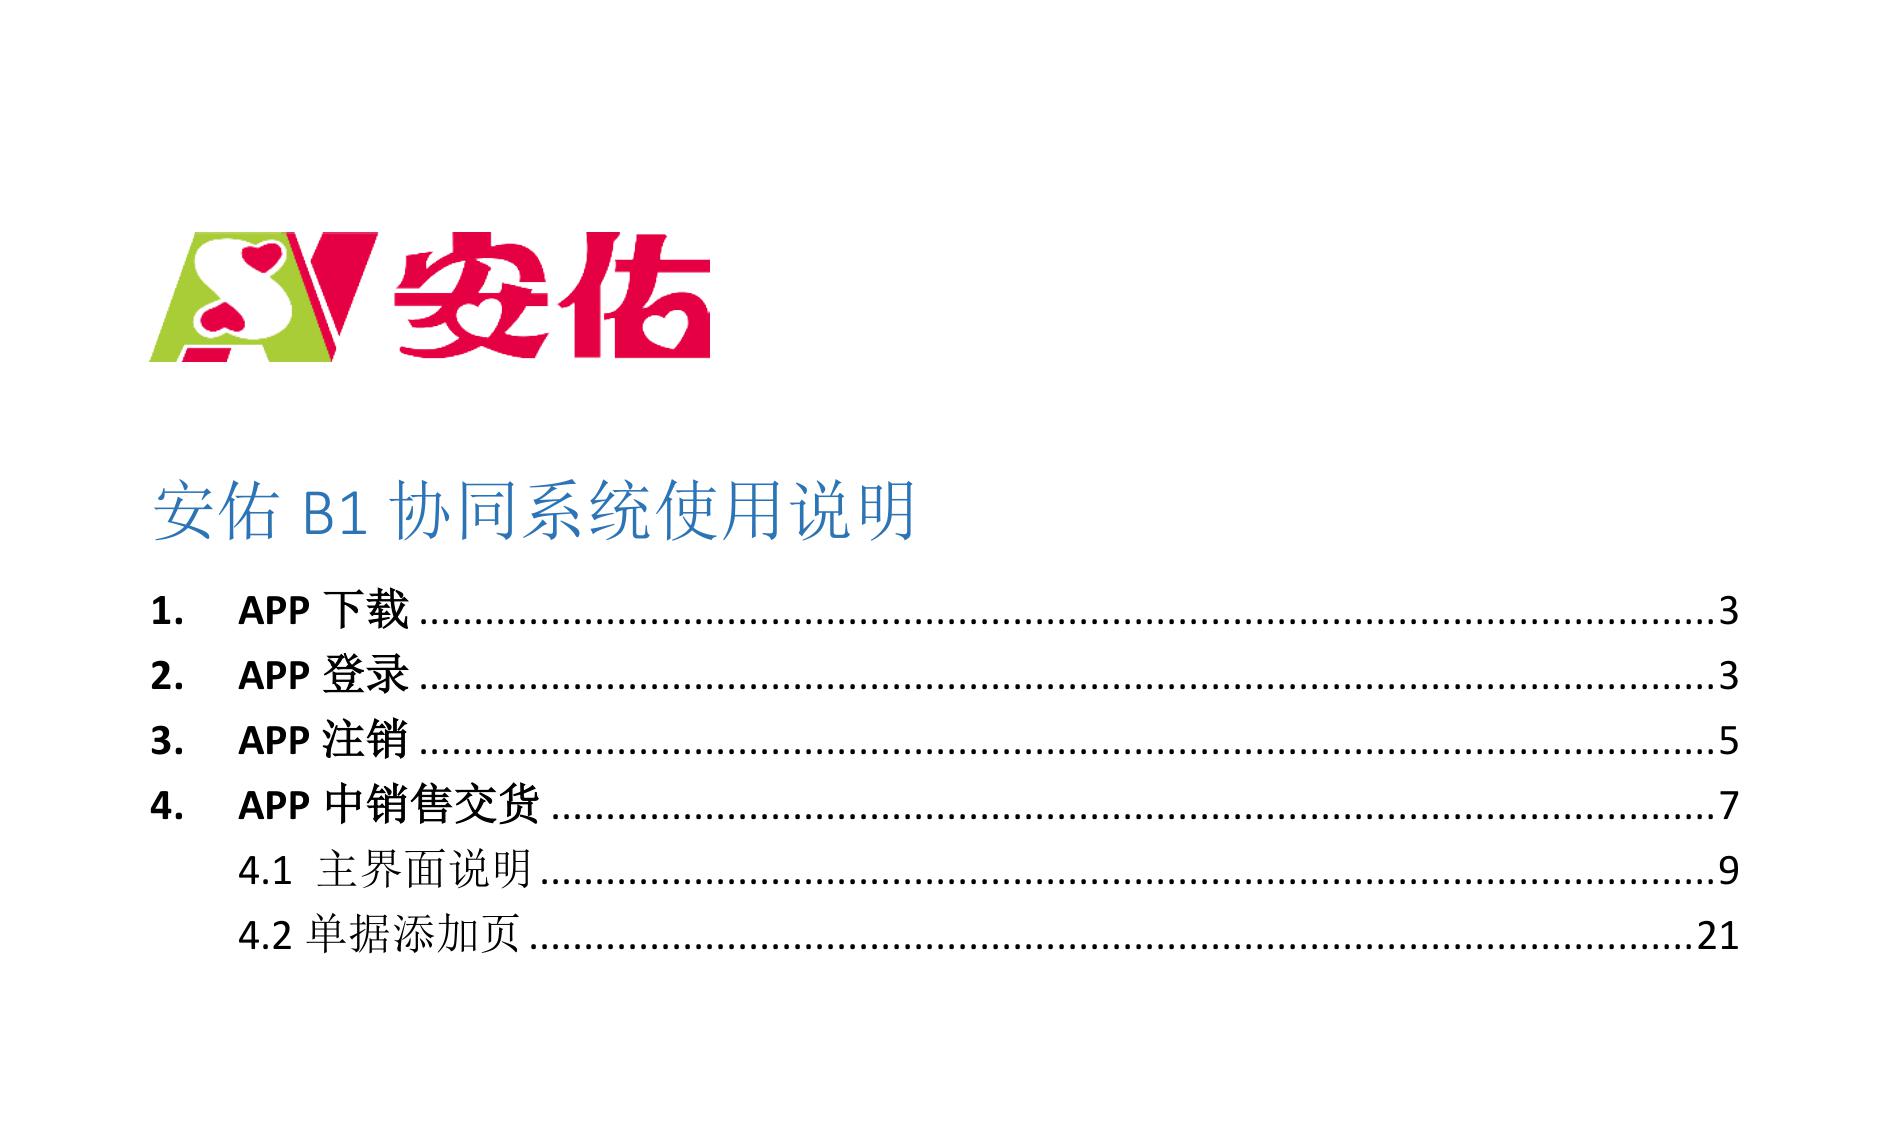 安佑
安佑 B1 协同系统使用说明
1. APP 下载........................................................................................................................3
2. APP 登录........................................................................................................................3
3. APP 注销........................................................................................................................5
4. APP 中销售交货............................................................................................................7
4.1 主界面说明.............................................................................................................9
4.2 单据添加页............................................................................................................21